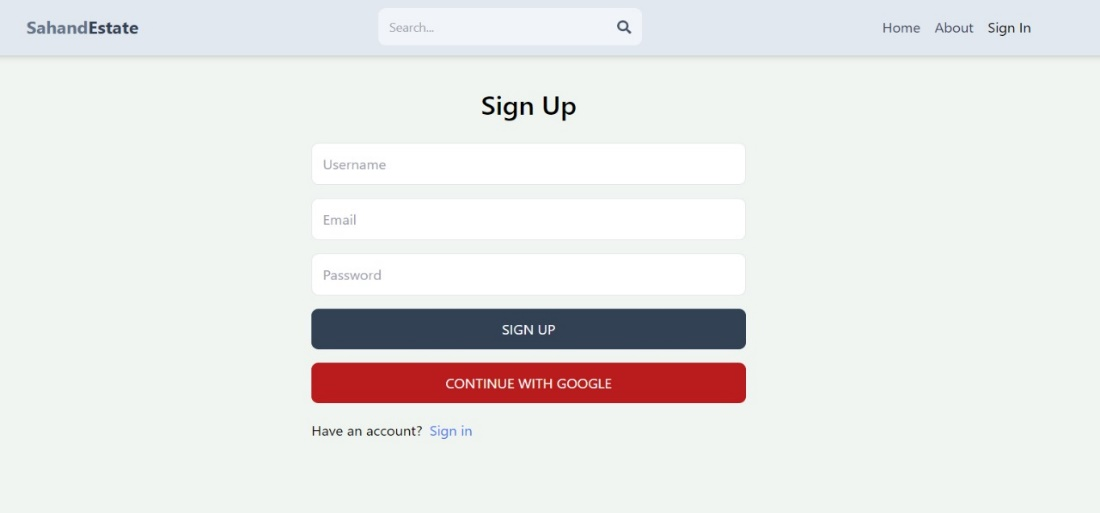 SahandEstate
Search...
Home About Sign In
Sign Up
Username
Email
Password
SIGN UP
CONTINUE WITH GOOGLE
Have an account? Sign in